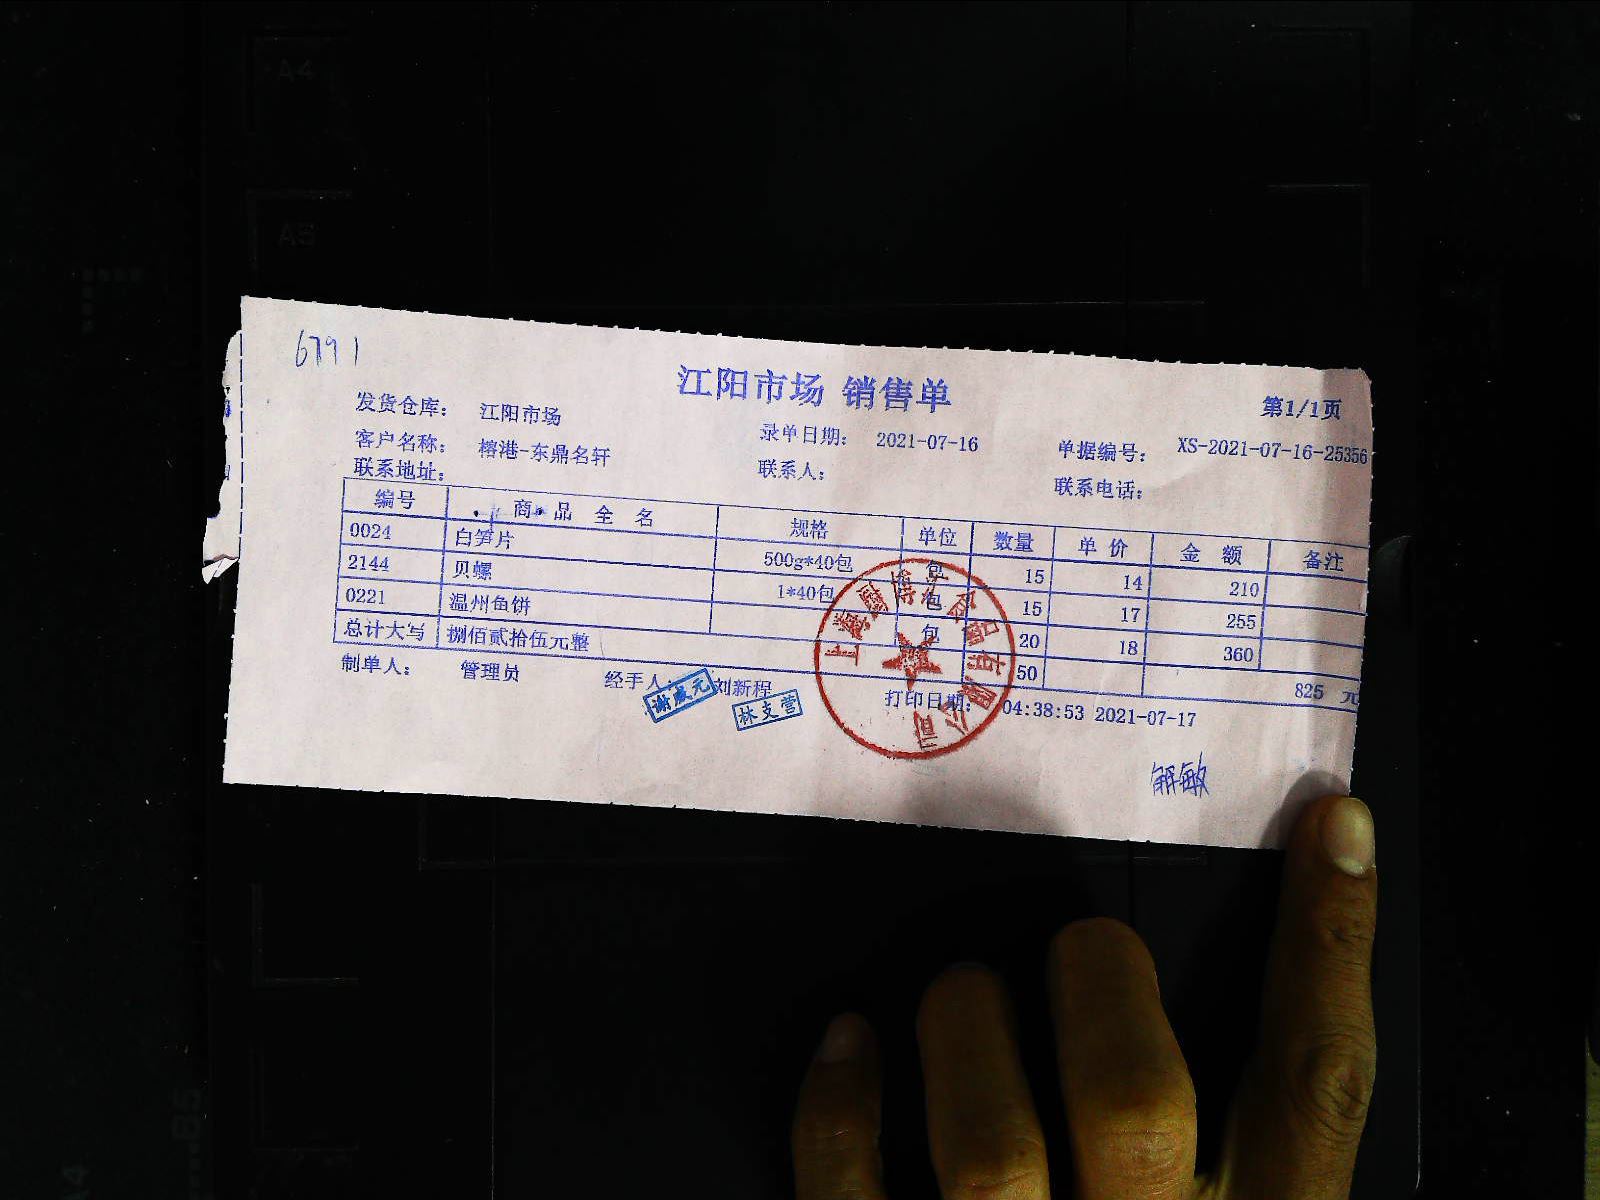 A4
A5
6791
江阳市场 销售单
第1/1页
发货仓库： 江阳市场
录单日期： 2021-07-16
单据编号： XS-2021-07-16-25356
客户名称： 榕港-东鼎名轩
联系人：
联系电话：
联系地址：
编号 商 品 全 名 规格 单位 数量 单 价 金 额 备注
0024 白笋片 500g*40包 包 15 14 210
2144 贝螺 1*40包 包 15 17 255
0221 温州鱼饼 包 20 18 360
总计大写 捌佰贰拾伍元整 50 825 元
制单人： 管理员 经手人： 刘新程 打印日期： 04:38:53 2021-07-17
谢成元
林支营
解敏
B5
A4